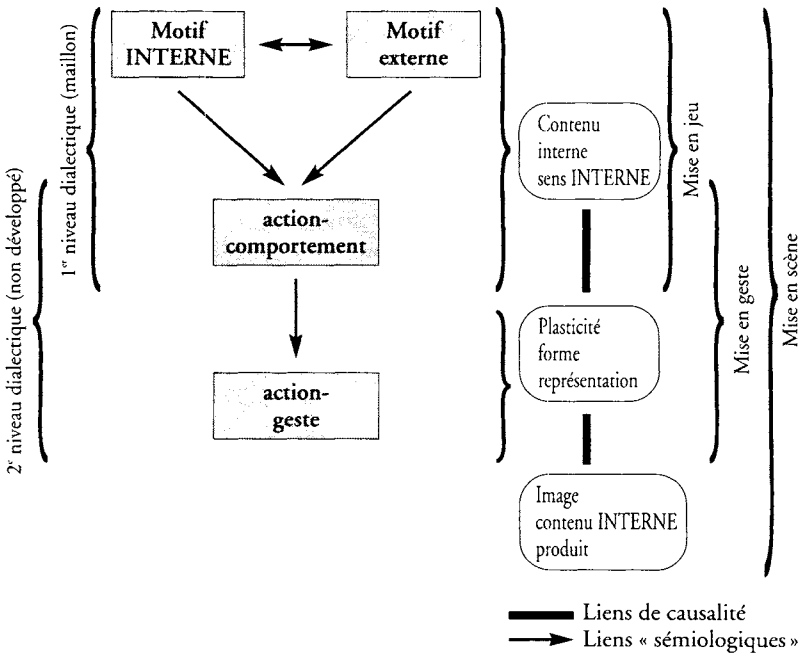 Motif
INTERNE
Motif
externe
action-
comportement
action-
geste
1er niveau dialectique (maillon)
2e niveau dialectique (non développé)
Contenu
interne
sens INTERNE
Plasticité
forme
représentation
Image
contenu INTERNE
produit
Mise en jeu
Mise en geste
Mise en scène
Liens de causalité
Liens « sémiologiques »